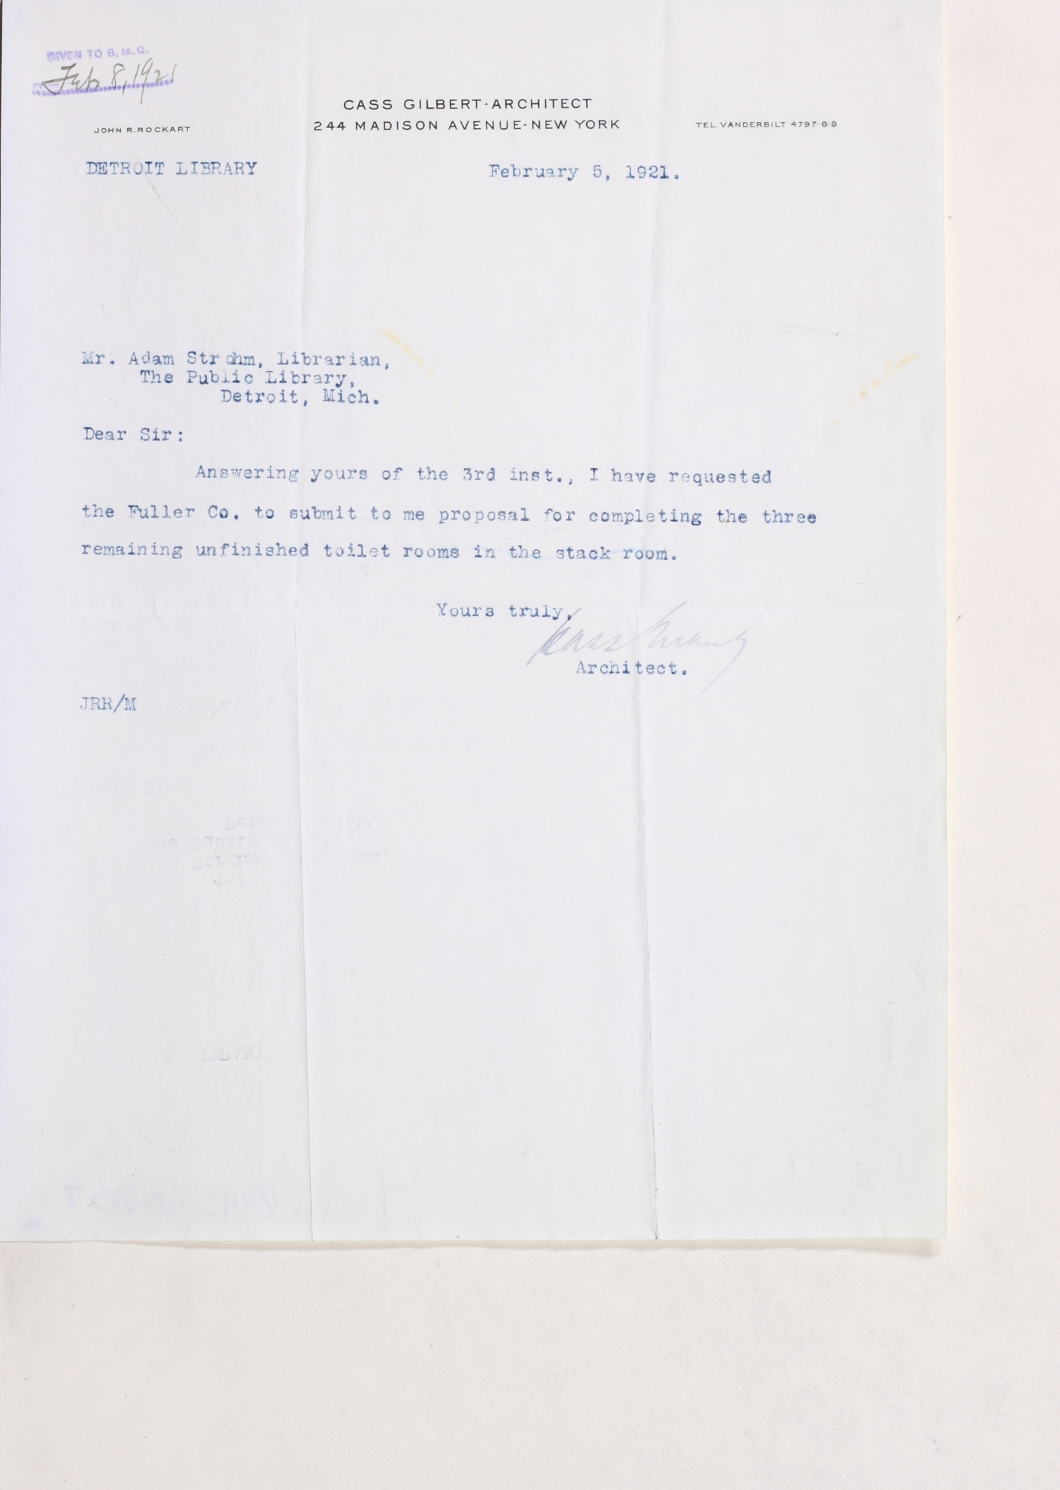 GIVEN TO B.M.C.
Feb 8, 1921
CASS GILBERT·ARCHITECT
JOHN R. ROCKART
244 MADISON AVENUE-NEW YORK
TEL. VANDERBILT 4797-8-9
DETROIT LIBRARY
February 5, 1921.
Mr. Adam Strohm, Librarian,
The Public Library,
Detroit, Mich.
Dear Sir:
Answering yours of the 3rd inst., I have requested
the Fuller Co. to submit to me proposal for completing the three
remaining unfinished toilet rooms in the stack room.
Yours truly,
Cass
Architect.
JRR/M